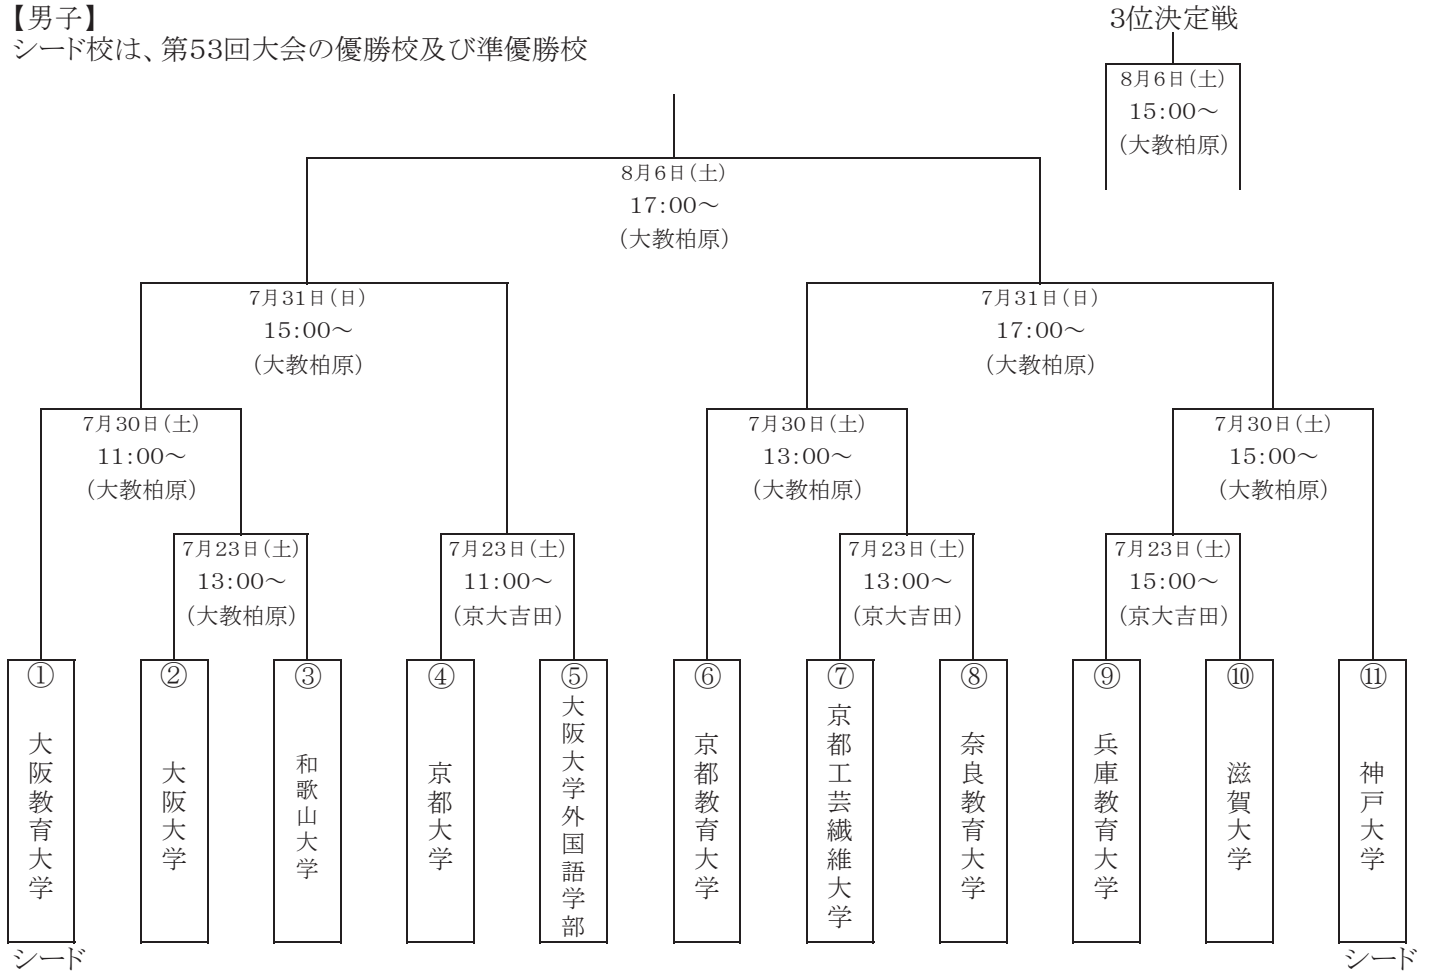 【男子】
シード校は、第53回大会の優勝校及び準優勝校
3位決定戦
8月6日(土)
15:00～
(大教柏原)
8月6日(土)
17:00～
(大教柏原)
7月31日(日)
15:00～
(大教柏原)
7月31日(日)
17:00～
(大教柏原)
7月30日(土)
11:00～
(大教柏原)
7月30日(土)
13:00～
(大教柏原)
7月30日(土)
15:00～
(大教柏原)
7月23日(土)
13:00～
(大教柏原)
7月23日(土)
11:00～
(京大吉田)
7月23日(土)
13:00～
(京大吉田)
7月23日(土)
15:00～
(京大吉田)
①
大阪教育大学
②
大阪大学
③
和歌山大学
④
京都大学
⑤
大阪大学外国語学部
⑥
京都教育大学
⑦
京都工芸繊維大学
⑧
奈良教育大学
⑨
兵庫教育大学
⑩
滋賀大学
⑪
神戸大学
シード
シード